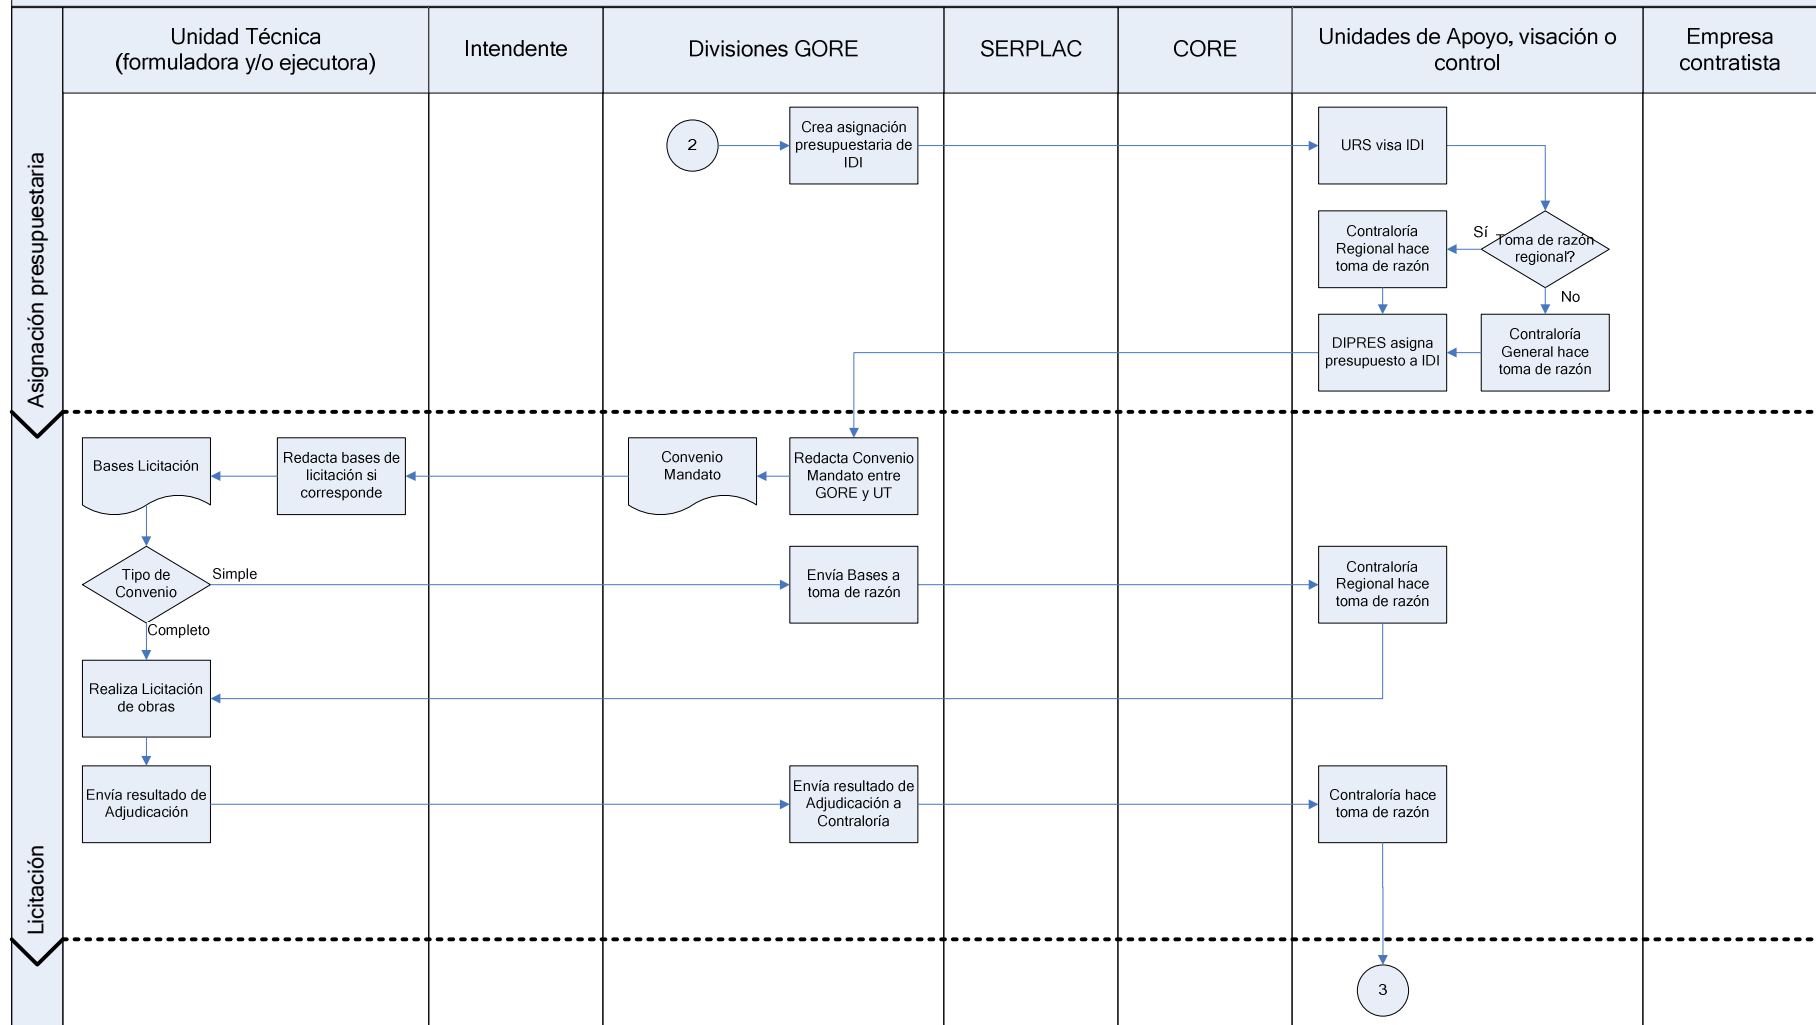 Unidad Técnica
(formuladora y/o ejecutora)
Intendente
Divisiones GORE
SERPLAC
CORE
Unidades de Apoyo, visación o
control
Empresa
contratista
Asignación presupuestaria
2
Crea asignación
presupuestaria de
IDI
URS visa IDI
Toma de razón
regional?
Sí
No
Contraloría
Regional hace
toma de razón
Contraloría
General hace
toma de razón
DIPRES asigna
presupuesto a IDI
Licitación
Redacta Convenio
Mandato entre
GORE y UT
Convenio
Mandato
Redacta bases de
licitación si
corresponde
Bases Licitación
Tipo de
Convenio
Simple
Completo
Envía Bases a
toma de razón
Contraloría
Regional hace
toma de razón
Realiza Licitación
de obras
Envía resultado de
Adjudicación
Envía resultado de
Adjudicación a
Contraloría
Contraloría hace
toma de razón
3